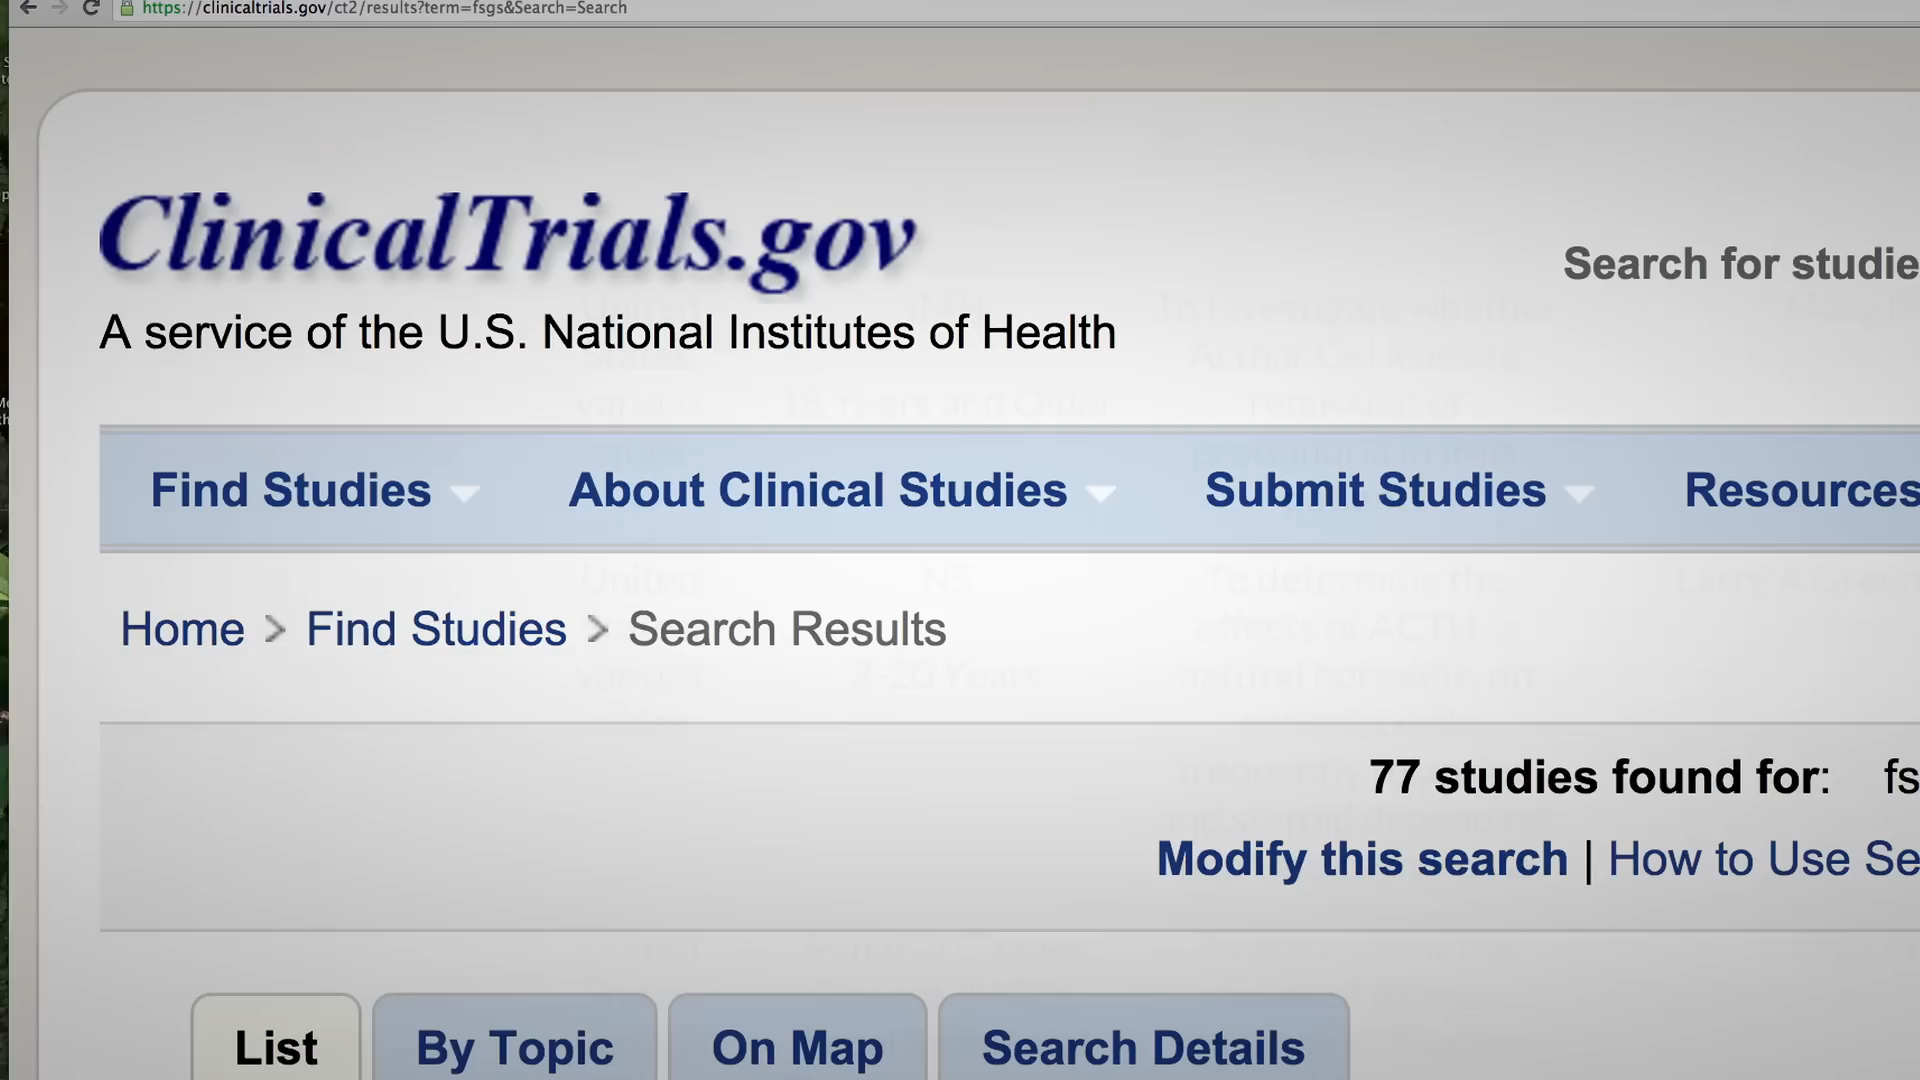 https://clinicaltrials.gov/ct2/results?term=fsgs&Search=Search
ClinicalTrials.gov
Search for studie
A service of the U.S. National Institutes of Health
Find Studies About Clinical Studies Submit Studies Resources
Home > Find Studies > Search Results
77 studies found for: fs
Modify this search | How to Use Se
List By Topic On Map Search Details